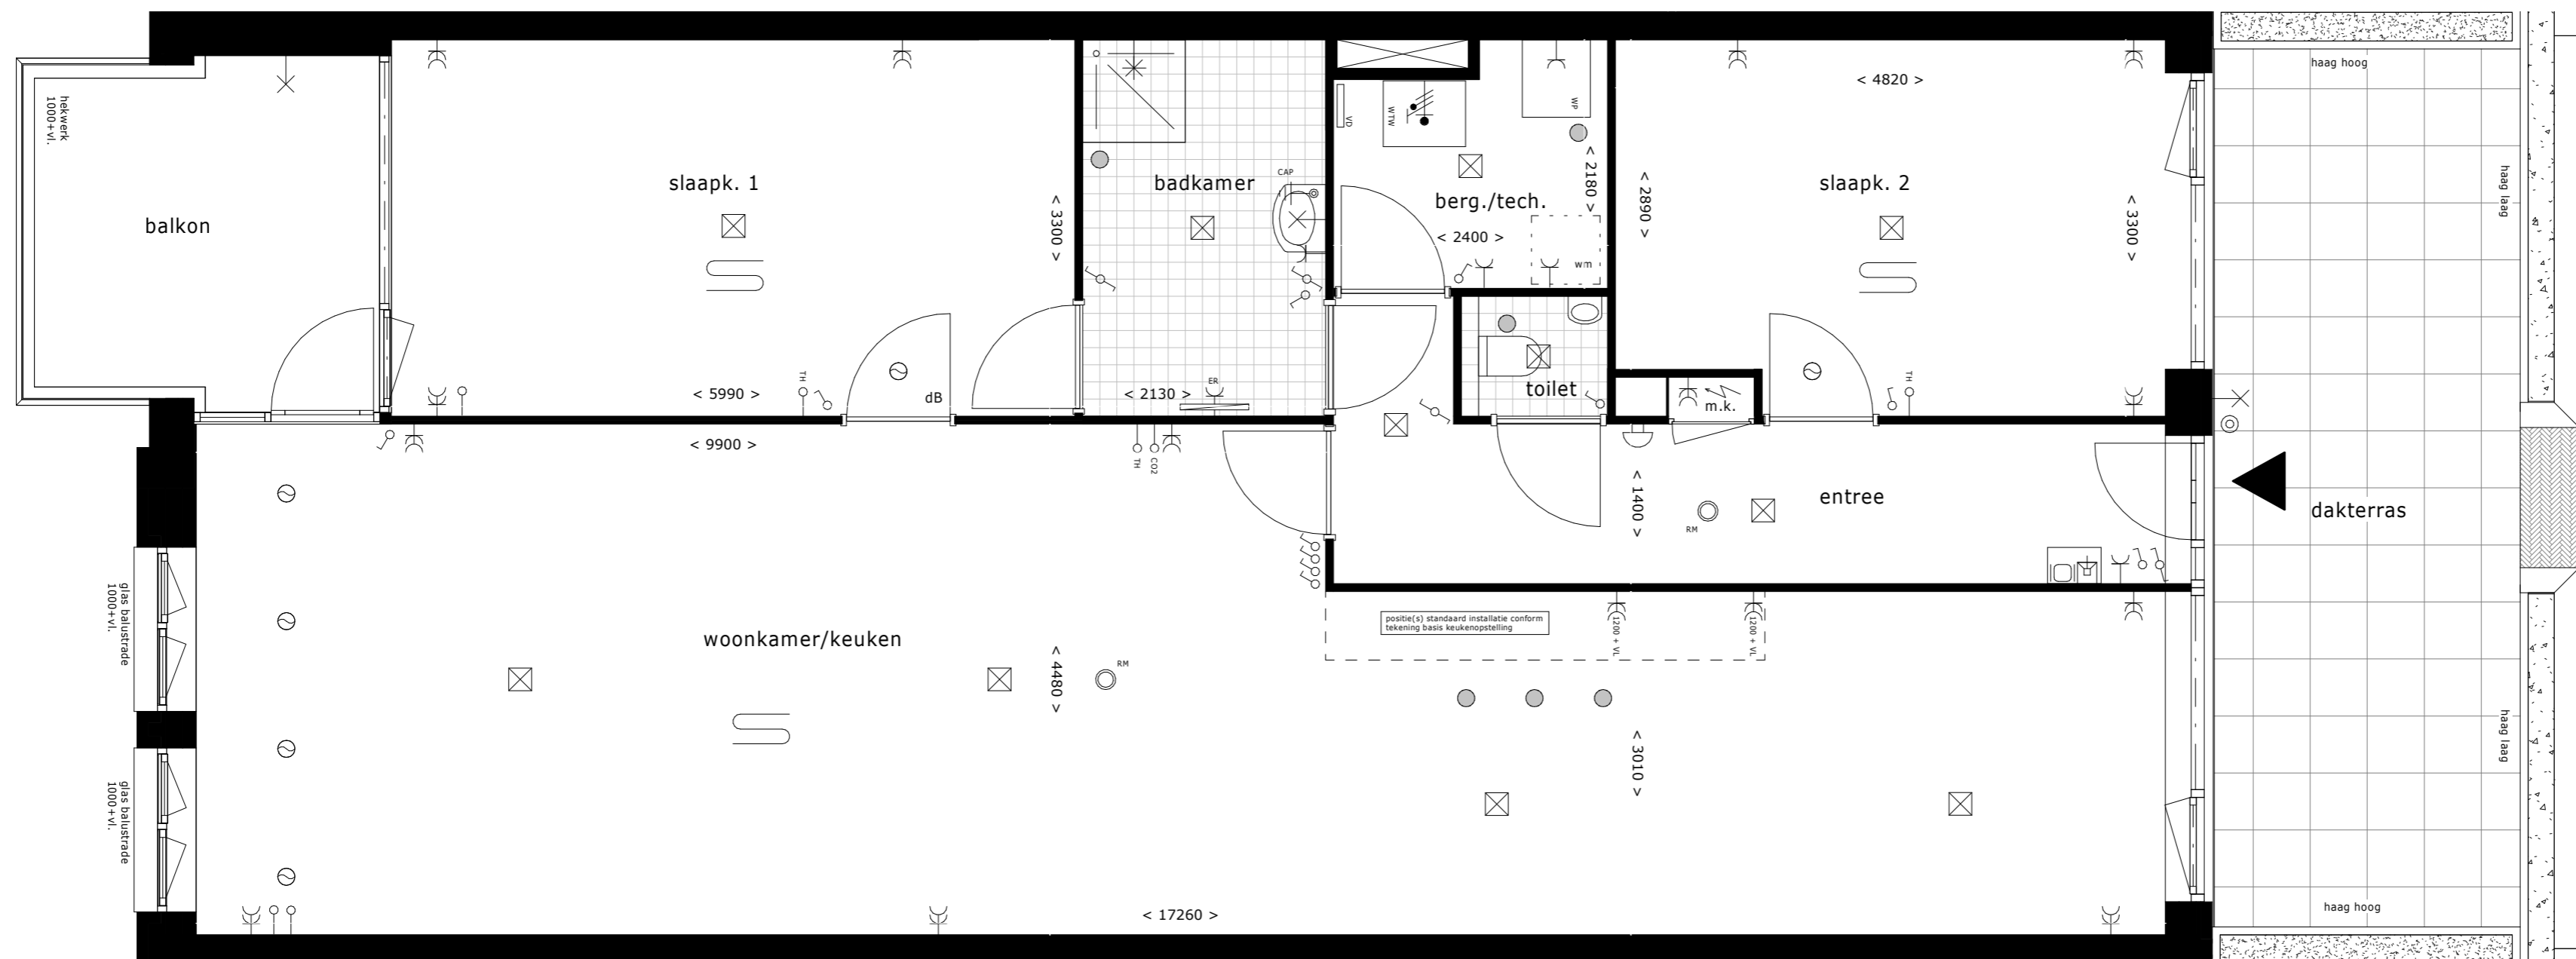 haag hoog
< 4820 >
hekwerk
1000+vl.
WP
WTW
VD
CAP
slaapk. 1
badkamer
berg./tech.
< 2180 >
slaapk. 2
haag laag
< 3300 >
< 2890 >
< 3300 >
balkon
< 2400 >
wm
TH
ER
TH
< 5990 >
dB
< 2130 >
toilet
m.k.
< 9900 >
TH
CO2
< 1400 >
entree
RM
dakterras
glas balustrade
1000+vl.
positie(s) standaard installatie conform
tekening basis keukenopstelling
1200 + VL
1200 + VL
woonkamer/keuken
< 4480 >
RM
< 3010 >
haag laag
glas balustrade
1000+vl.
haag hoog
< 17260 >